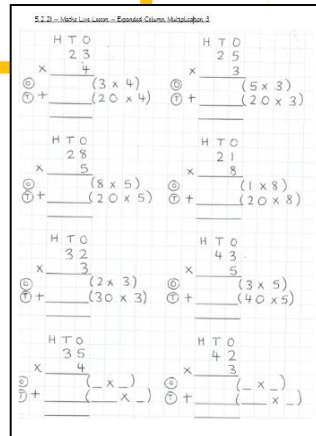 5.2.21 – Maths Live Lesson – Expanded Column Multiplication 3
H T O
2 3
x 4
O (3 x 4)
T + (20 x 4)
H T O
2 5
x 3
O (5 x 3)
T + (20 x 3)
H T O
2 8
x 5
O (8 x 5)
T + (20 x 5)
H T O
2 1
x 8
O (1 x 8)
T + (20 x 8)
H T O
3 2
x 3
O (2 x 3)
T + (30 x 3)
H T O
4 3
x 5
O (3 x 5)
T + (40 x 5)
H T O
3 5
x 4
O (_ x _)
T + (__ x _)
H T O
4 2
x 3
O (_ x _)
T + (__ x _)